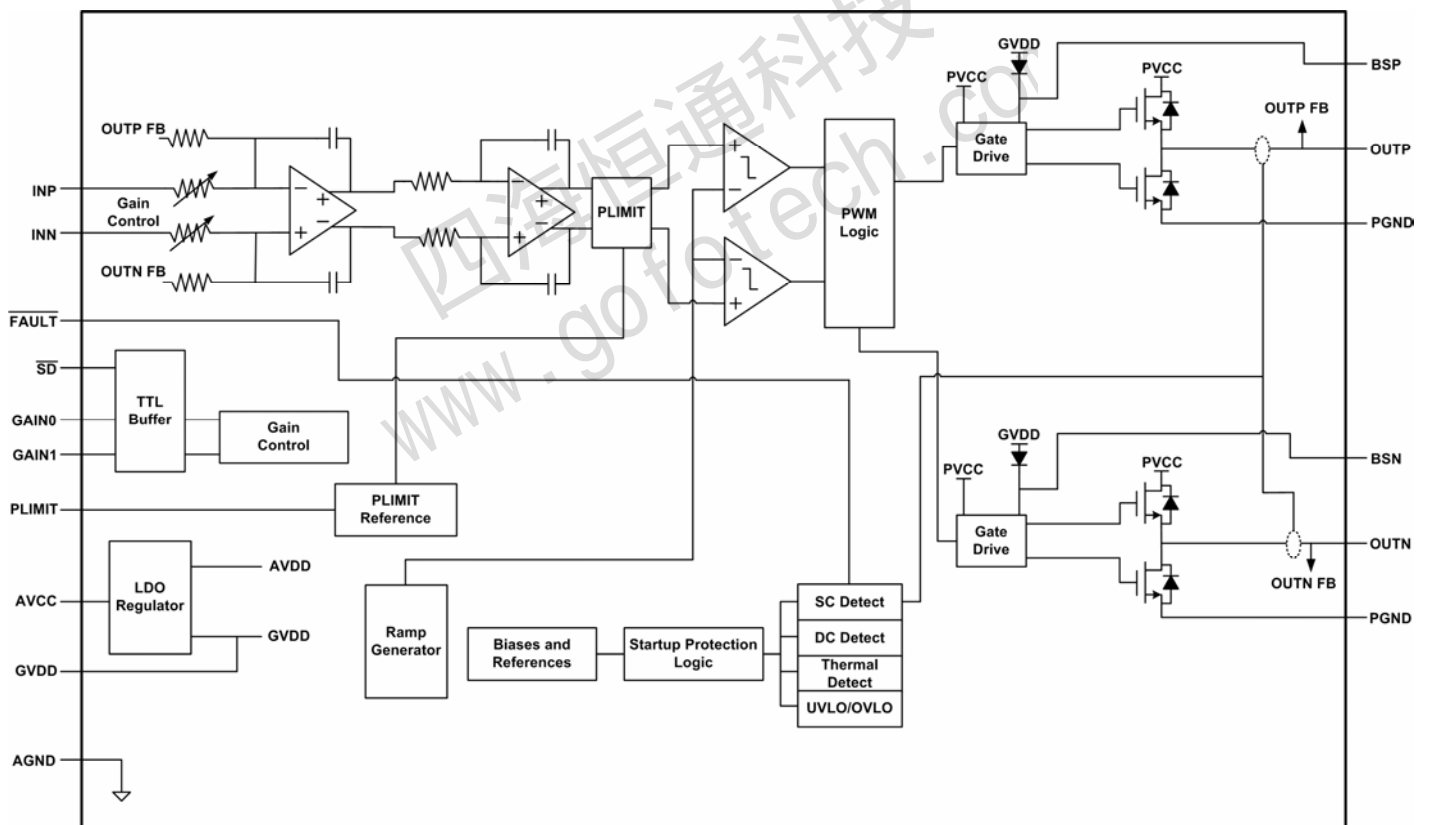 四海恒通科技
www.gofotech.com
GVDD
PVCC
PVCC
BSP
OUTP FB
OUTP FB
Gate
Drive
OUTP
INP
Gain
Control
PLIMIT
PWM
Logic
INN
PGND
OUTN FB
FAULT
SD
TTL
Buffer
GAIN0
Gain
Control
GAIN1
GVDD
PVCC
PVCC
BSN
PLIMIT
PLIMIT
Reference
Gate
Drive
OUTN
OUTN FB
LDO
Regulator
AVDD
AVCC
GVDD
GVDD
Ramp
Generator
Biases and
References
Startup Protection
Logic
SC Detect
DC Detect
Thermal
Detect
UVLO/OVLO
PGND
AGND